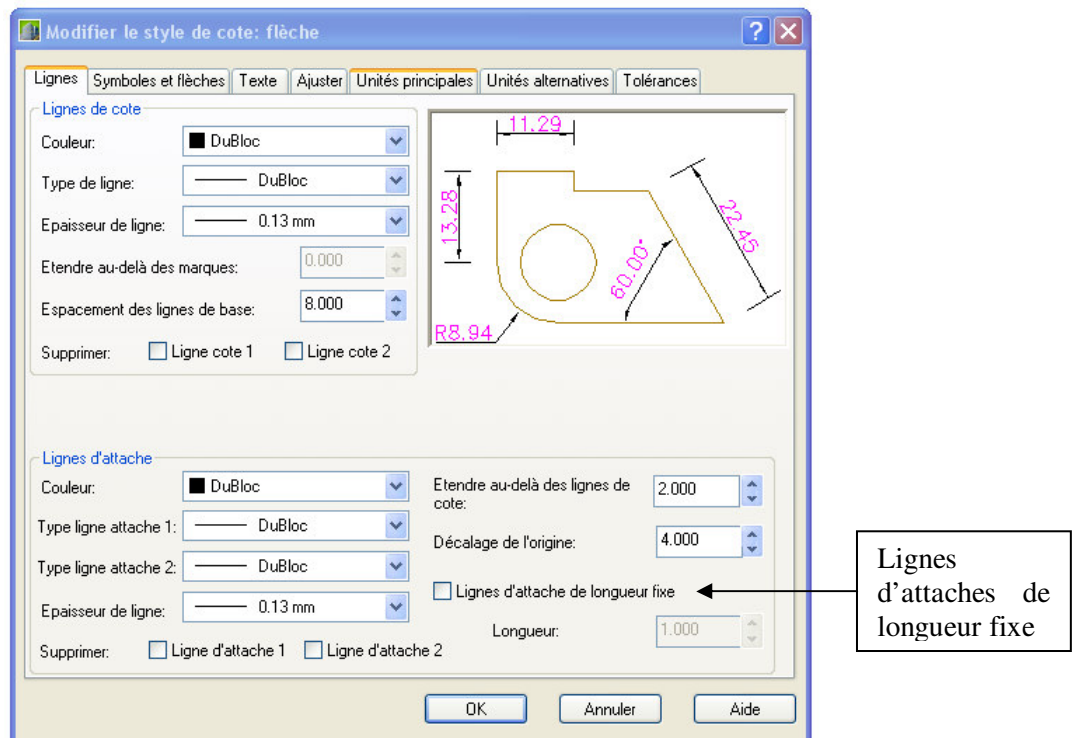 Modifier le style de cote: flèche
Lignes Symboles et flèches Texte Ajuster Unités principales Unités alternatives Tolérances
Lignes de cote
Couleur: DuBloc
Type de ligne: DuBloc
Epaisseur de ligne: 0.13 mm
Etendre au-delà des marques: 0.000
Espacement des lignes de base: 8.000
Supprimer: Ligne cote 1 Ligne cote 2
11.29
13.28
22.45
60.00°
R8.94
Lignes d'attache
Couleur: DuBloc
Type ligne attache 1: DuBloc
Type ligne attache 2: DuBloc
Epaisseur de ligne: 0.13 mm
Supprimer: Ligne d'attache 1 Ligne d'attache 2
Etendre au-delà des lignes de
cote: 2.000
Décalage de l'origine: 4.000
Lignes d'attache de longueur fixe
Longueur: 1.000
OK Annuler Aide
Lignes
d’attaches de
longueur fixe